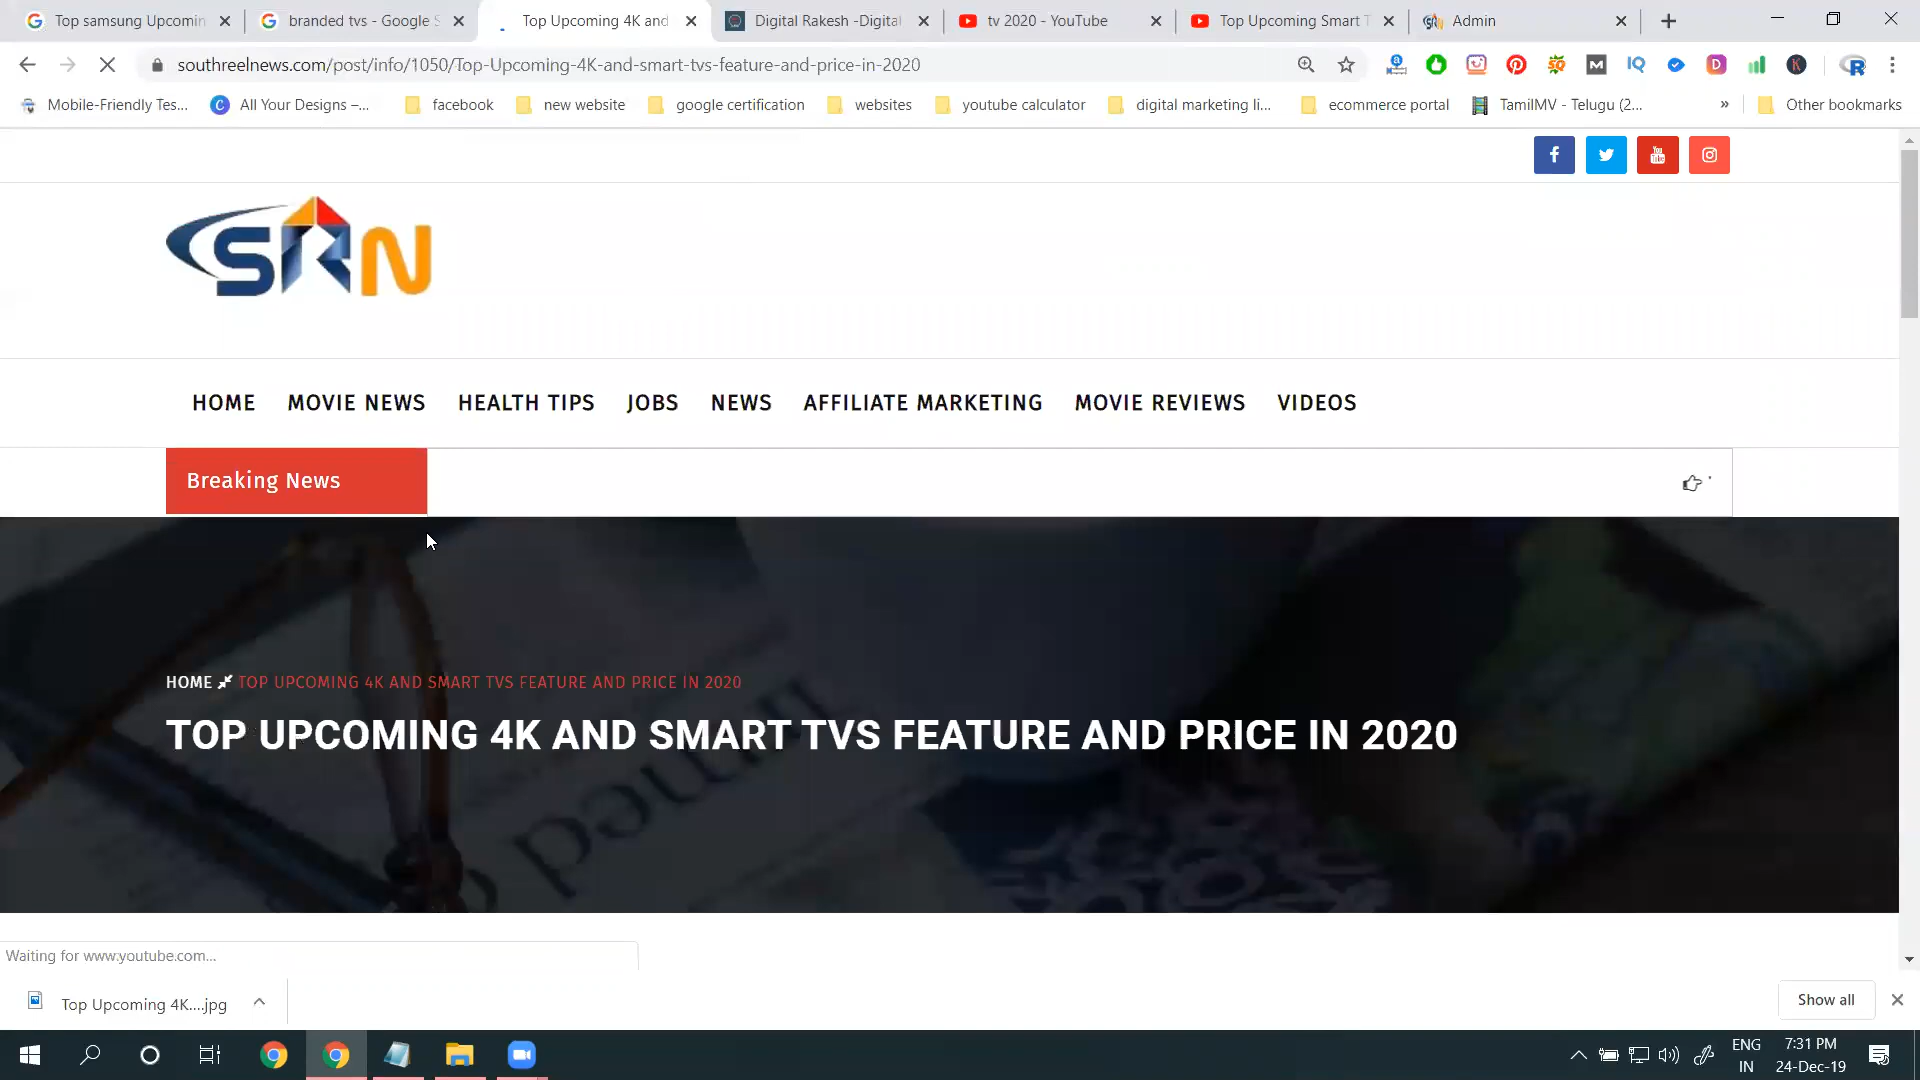 Top samsung Upcomin
branded tvs - Google S
Top Upcoming 4K and
Digital Rakesh -Digital
tv 2020 - YouTube
Top Upcoming Smart T
Admin
southreelnews.com/post/info/1050/Top-Upcoming-4K-and-smart-tvs-feature-and-price-in-2020
Mobile-Friendly Tes...
All Your Designs –...
facebook
new website
google certification
websites
youtube calculator
digital marketing li...
ecommerce portal
TamilMV - Telugu (2...
Other bookmarks
SRN
HOME MOVIE NEWS HEALTH TIPS JOBS NEWS AFFILIATE MARKETING MOVIE REVIEWS VIDEOS
Breaking News
HOME TOP UPCOMING 4K AND SMART TVS FEATURE AND PRICE IN 2020
TOP UPCOMING 4K AND SMART TVS FEATURE AND PRICE IN 2020
Waiting for www.youtube.com...
Top Upcoming 4K....jpg
Show all
ENG
IN
7:31 PM
24-Dec-19